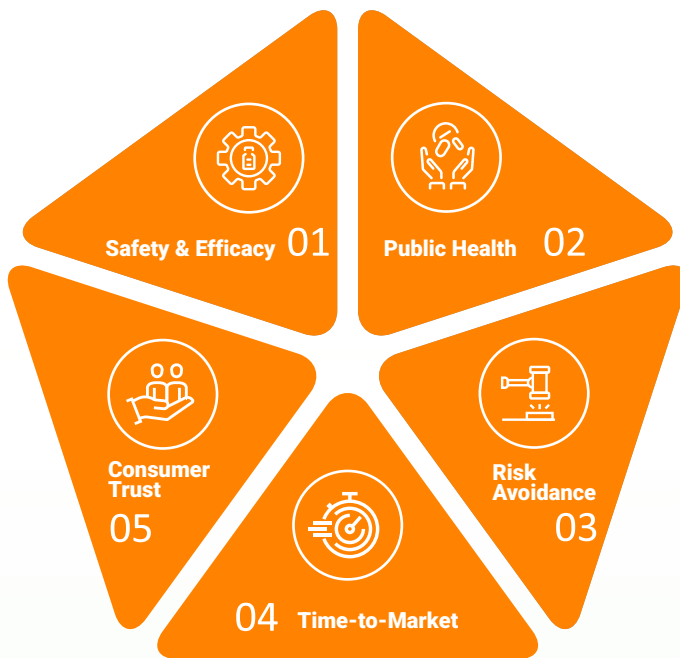 Safety & Efficacy 01
Public Health 02
Risk
Avoidance
03
04 Time-to-Market
Consumer
Trust
05